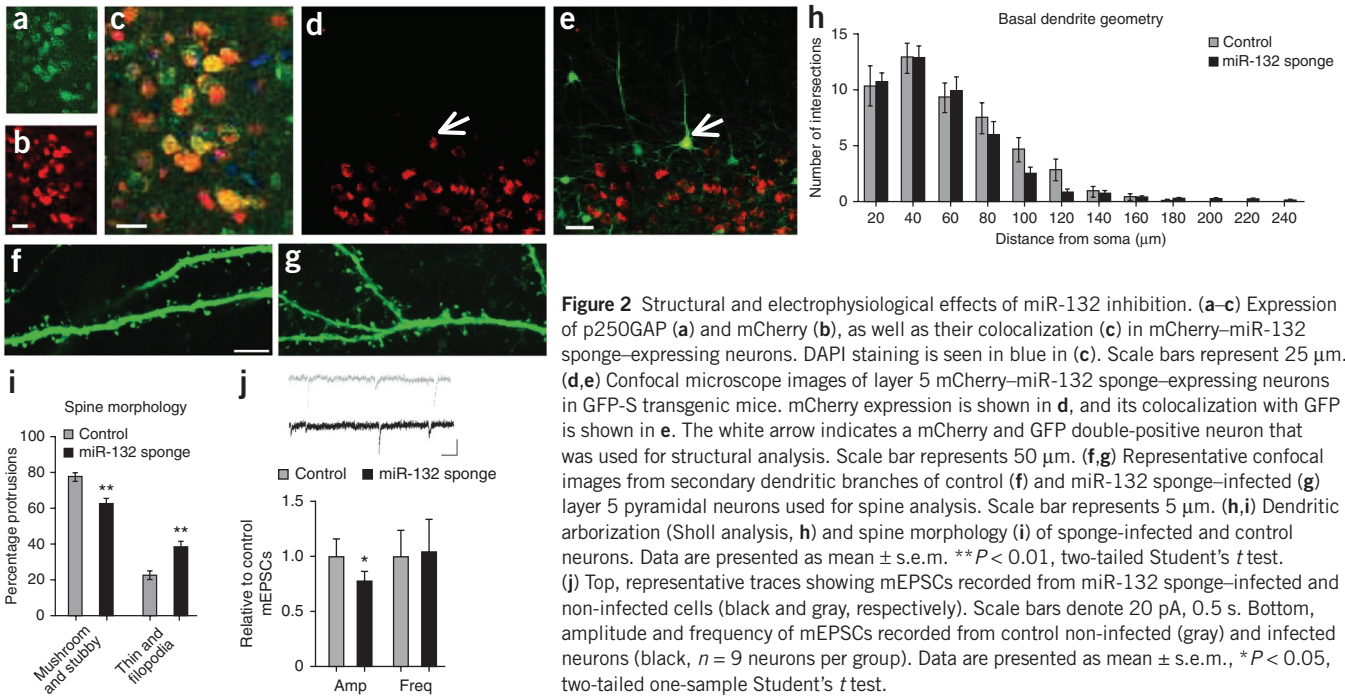 a
b
c
d
e
f
g
h
Basal dendrite geometry
Control
miR-132 sponge
Number of intersections
15
10
5
0
20 40 60 80 100 120 140 160 180 200 220 240
Distance from soma (μm)
i
Spine morphology
Control
miR-132 sponge
Percentage protrusions
100
80
60
40
20
0
**
**
Mushroom and stubby
Thin and filopodia
j
Control miR-132 sponge
Relative to control mEPSCs
1.5
1.0
0.5
0
*
Amp Freq
Figure 2 Structural and electrophysiological effects of miR-132 inhibition. (a–c) Expression
of p250GAP (a) and mCherry (b), as well as their colocalization (c) in mCherry–miR-132
sponge–expressing neurons. DAPI staining is seen in blue in (c). Scale bars represent 25 μm.
(d,e) Confocal microscope images of layer 5 mCherry–miR-132 sponge–expressing neurons
in GFP-S transgenic mice. mCherry expression is shown in d, and its colocalization with GFP
is shown in e. The white arrow indicates a mCherry and GFP double-positive neuron that
was used for structural analysis. Scale bar represents 50 μm. (f,g) Representative confocal
images from secondary dendritic branches of control (f) and miR-132 sponge–infected (g)
layer 5 pyramidal neurons used for spine analysis. Scale bar represents 5 μm. (h,i) Dendritic
arborization (Sholl analysis, h) and spine morphology (i) of sponge-infected and control
neurons. Data are presented as mean ± s.e.m. **P < 0.01, two-tailed Student's t test.
(j) Top, representative traces showing mEPSCs recorded from miR-132 sponge–infected and
non-infected cells (black and gray, respectively). Scale bars denote 20 pA, 0.5 s. Bottom,
amplitude and frequency of mEPSCs recorded from control non-infected (gray) and infected
neurons (black, n = 9 neurons per group). Data are presented as mean ± s.e.m., *P < 0.05,
two-tailed one-sample Student's t test.